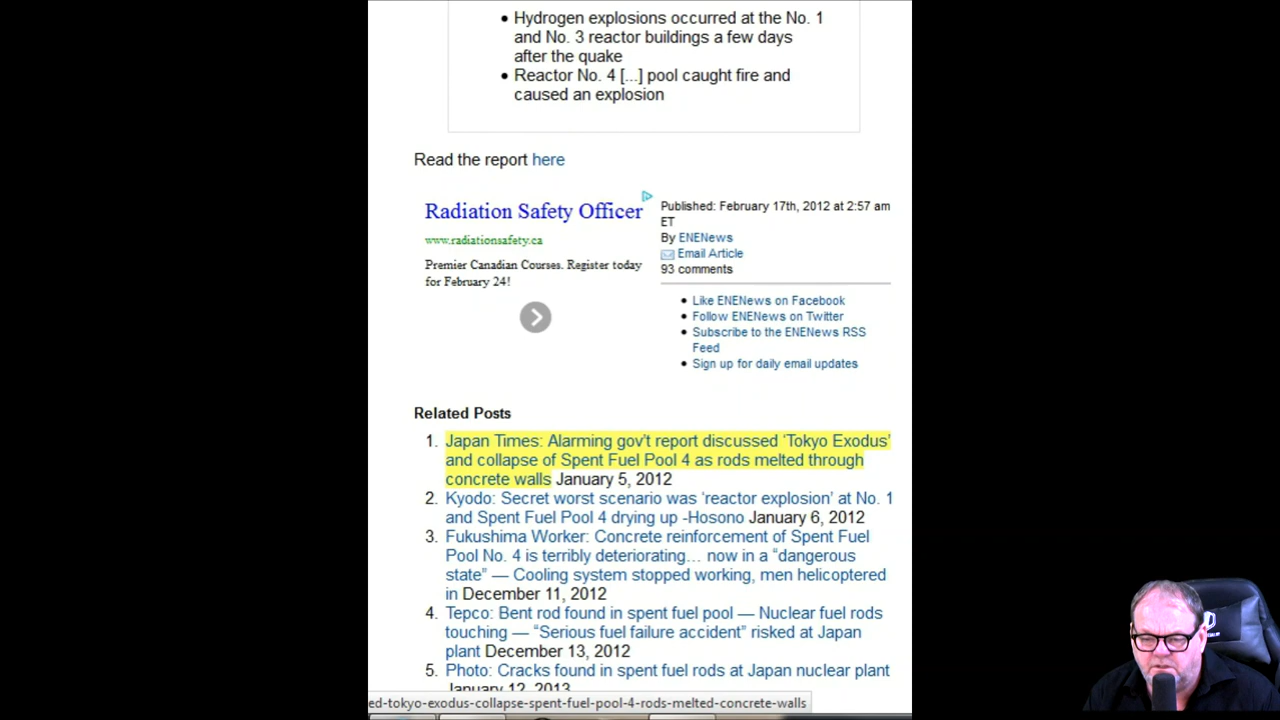 Hydrogen explosions occurred at the No. 1
and No. 3 reactor buildings a few days
after the quake
Reactor No. 4 [...] pool caught fire and
caused an explosion
Read the report here
Radiation Safety Officer
www.radiationsafety.ca
Premier Canadian Courses. Register today
for February 24!
Published: February 17th, 2012 at 2:57 am
ET
By ENENews
Email Article
93 comments
Like ENENews on Facebook
Follow ENENews on Twitter
Subscribe to the ENENews RSS
Feed
Sign up for daily email updates
Related Posts
1. Japan Times: Alarming gov’t report discussed ‘Tokyo Exodus’
and collapse of Spent Fuel Pool 4 as rods melted through
concrete walls January 5, 2012
2. Kyodo: Secret worst scenario was ‘reactor explosion’ at No. 1
and Spent Fuel Pool 4 drying up -Hosono January 6, 2012
3. Fukushima Worker: Concrete reinforcement of Spent Fuel
Pool No. 4 is terribly deteriorating… now in a “dangerous
state” — Cooling system stopped working, men helicoptered
in December 11, 2012
4. Tepco: Bent rod found in spent fuel pool — Nuclear fuel rods
touching — “Serious fuel failure accident” risked at Japan
plant December 13, 2012
5. Photo: Cracks found in spent fuel rods at Japan nuclear plant
January 12, 2013
ed-tokyo-exodus-collapse-spent-fuel-pool-4-rods-melted-concrete-walls